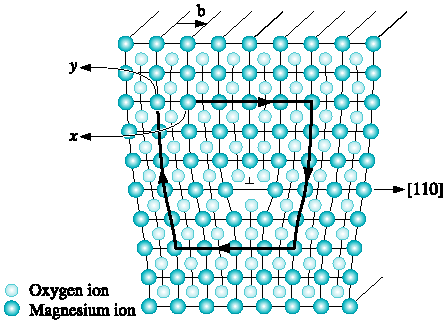 b
y
x
⊥
[110]
Oxygen ion
Magnesium ion